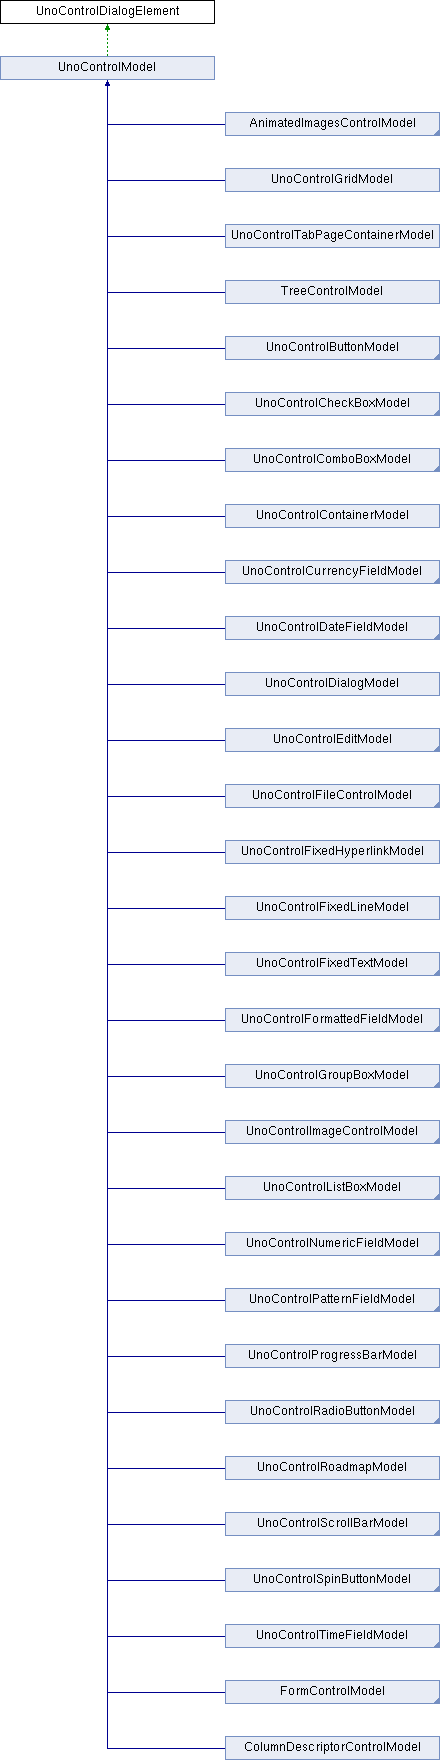 UnoControlDialogElement
UnoControlModel
AnimatedImagesControlModel
UnoControlGridModel
UnoControlTabPageContainerModel
TreeControlModel
UnoControlButtonModel
UnoControlCheckBoxModel
UnoControlComboBoxModel
UnoControlContainerModel
UnoControlCurrencyFieldModel
UnoControlDateFieldModel
UnoControlDialogModel
UnoControlEditModel
UnoControlFileControlModel
UnoControlFixedHyperlinkModel
UnoControlFixedLineModel
UnoControlFixedTextModel
UnoControlFormattedFieldModel
UnoControlGroupBoxModel
UnoControlImageControlModel
UnoControlListBoxModel
UnoControlNumericFieldModel
UnoControlPatternFieldModel
UnoControlProgressBarModel
UnoControlRadioButtonModel
UnoControlRoadmapModel
UnoControlScrollBarModel
UnoControlSpinButtonModel
UnoControlTimeFieldModel
FormControlModel
ColumnDescriptorControlModel